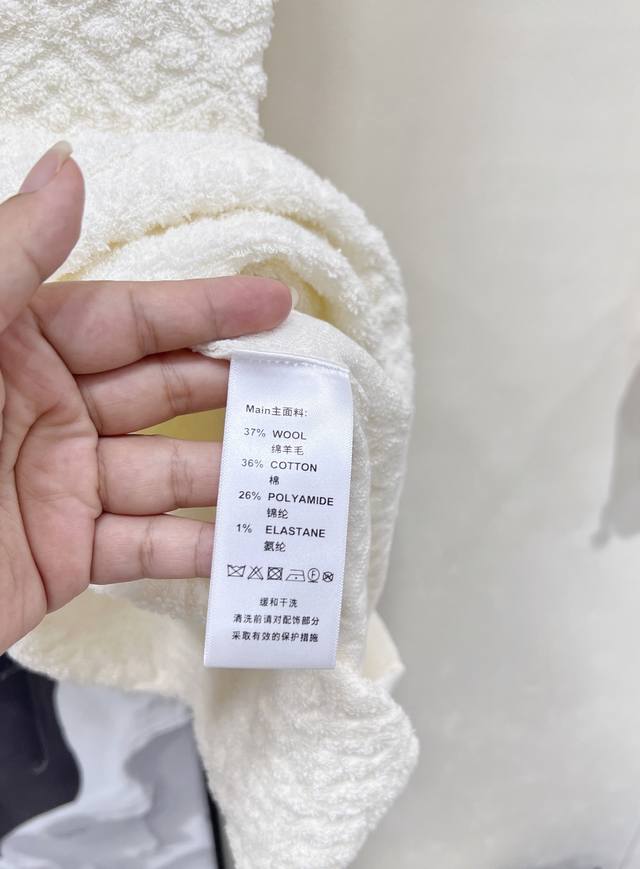 Main主面料:
37% WOOL
绵羊毛
36% COTTON
棉
26% POLYAMIDE
锦纶
1% ELASTANE
氨纶
缓和干洗
清洗前请对配饰部分
采取有效的保护措施